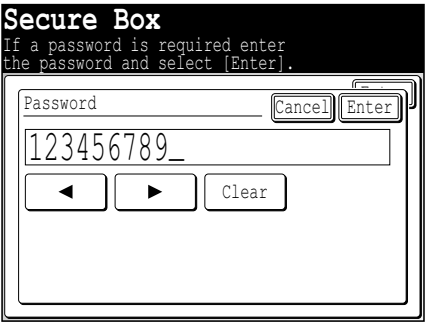 Secure Box
If a password is required enter
the password and select [Enter].
Password
Cancel
Enter
123456789_
◄
►
Clear